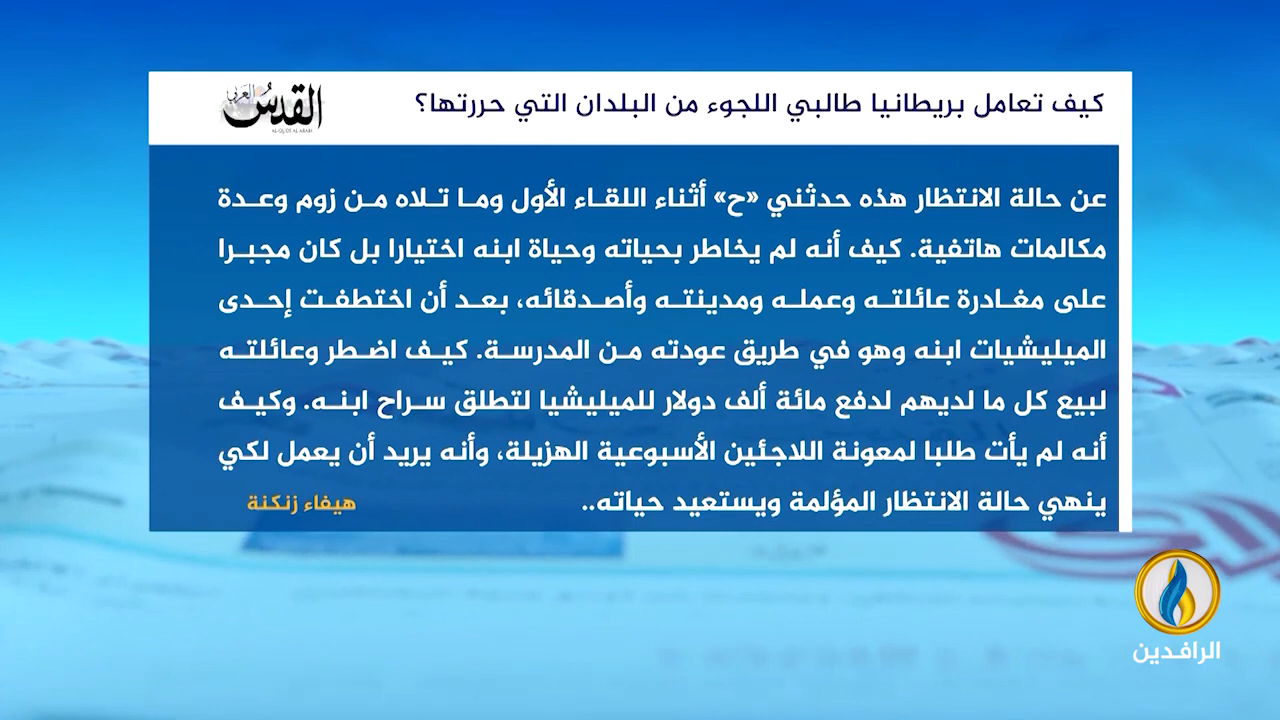 كيف تعامل بريطانيا طالبي اللجوء من البلدان التي حررتها؟
القدس العربي
AL-QUDS AL-ARABI
عن حالة الانتظار هذه حدثني «ح» أثناء اللقاء الأول وما تلاه من زوم وعدة
مكالمات هاتفية. كيف أنه لم يخاطر بحياته وحياة ابنه اختيارا بل كان مجبرا
على مغادرة عائلته وعمله ومدينته وأصدقائه، بعد أن اختطفت إحدى
الميليشيات ابنه وهو في طريق عودته من المدرسة. كيف اضطر وعائلته
لبيع كل ما لديهم لدفع مائة ألف دولار للميليشيا لتطلق سراح ابنه. وكيف
أنه لم يأت طلبا لمعونة اللاجئين الأسبوعية الهزيلة، وأنه يريد أن يعمل لكي
ينهي حالة الانتظار المؤلمة ويستعيد حياته..
هيفاء زنكنة
الرافدين